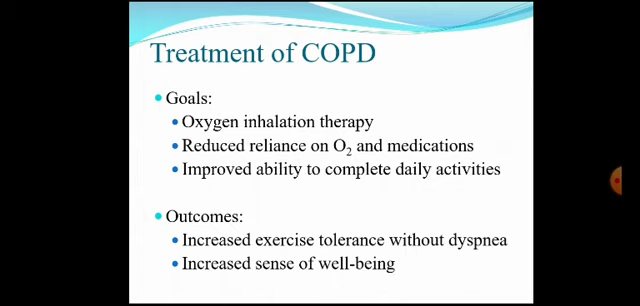 Treatment of COPD
• Goals:
• Oxygen inhalation therapy
• Reduced reliance on O₂ and medications
• Improved ability to complete daily activities
• Outcomes:
• Increased exercise tolerance without dyspnea
• Increased sense of well-being